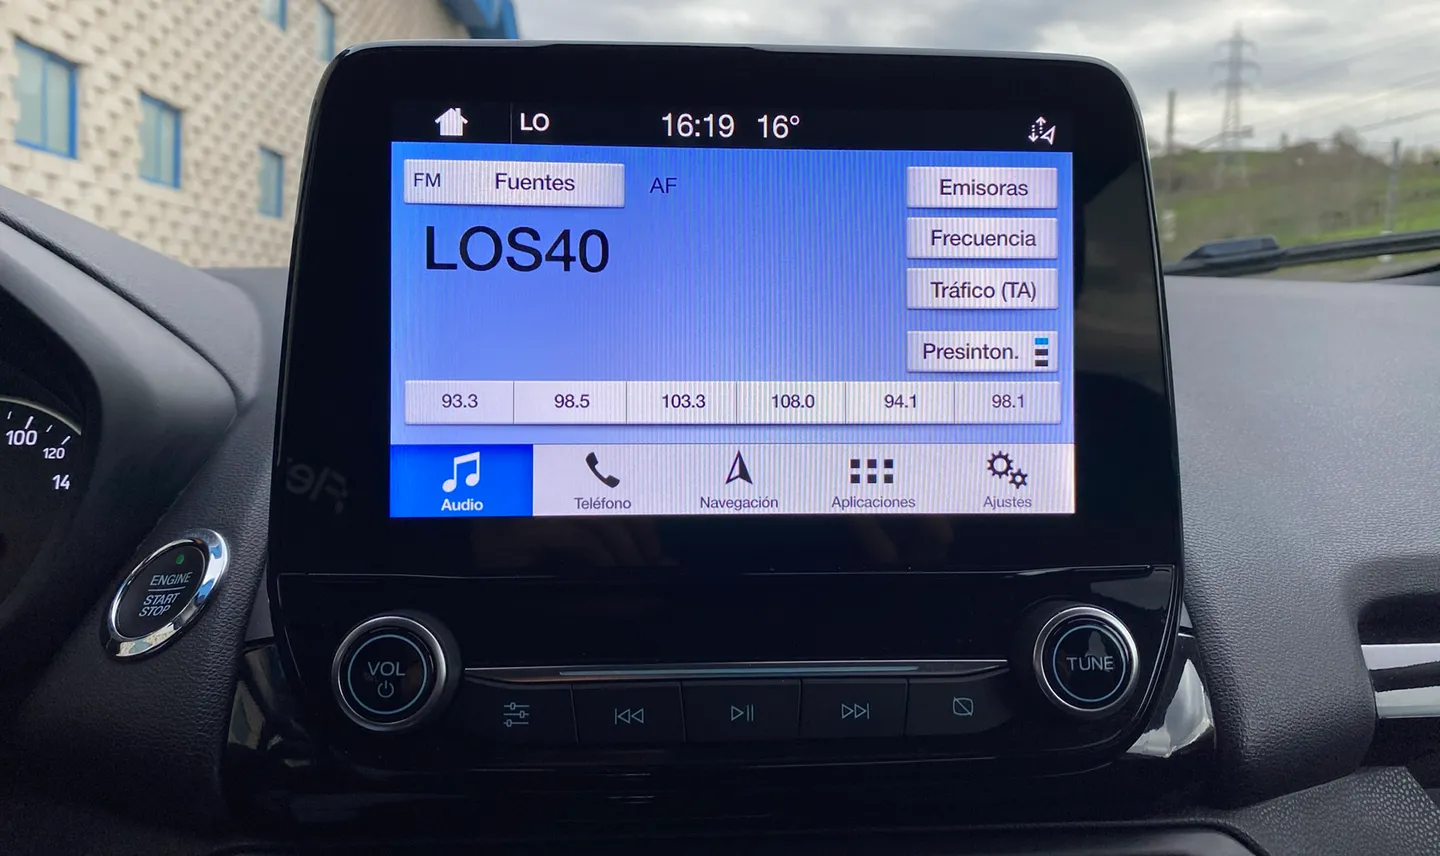 LO
16:19 16°
FM Fuentes AF
LOS40
Emisoras
Frecuencia
Tráfico (TA)
Presinton.
93.3 98.5 103.3 108.0 94.1 98.1
Audio Teléfono Navegación Aplicaciones Ajustes
100
120
14
ENGINE
START
STOP
VOL
TUNE